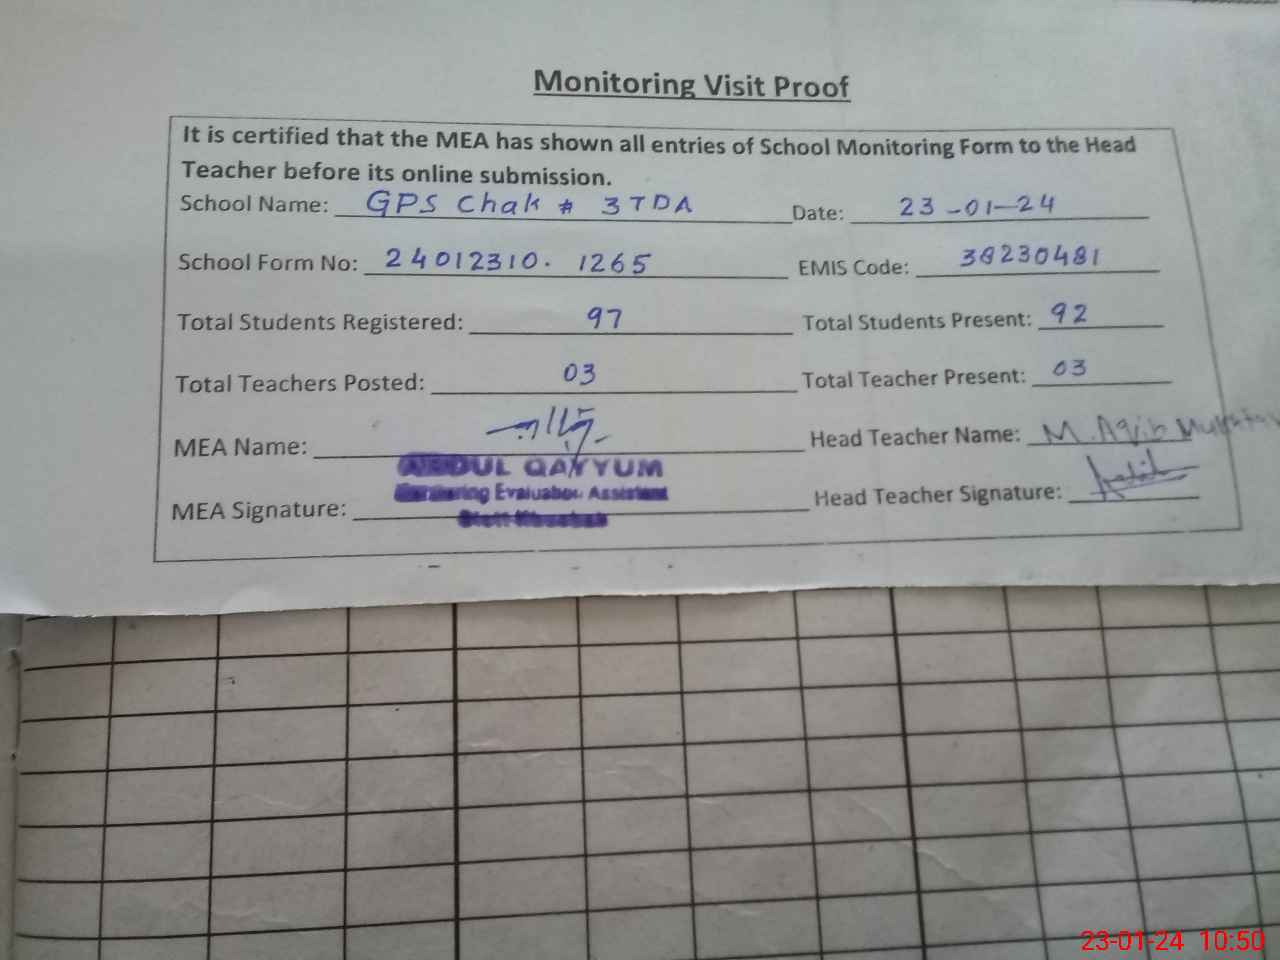 Monitoring Visit Proof
It is certified that the MEA has shown all entries of School Monitoring Form to the Head
Teacher before its online submission.
School Name: GPS Chak # 3 TDA Date: 23-01-24
School Form No: 24012310. 1265 EMIS Code: 38230481
Total Students Registered: 97 Total Students Present: 92
Total Teachers Posted: 03 Total Teacher Present: 03
MEA Name: Head Teacher Name: M. Aqib
ABDUL QAYYUM
Monitoring Evaluation Assistant
MEA Signature: Head Teacher Signature:
23-01-24 10:50